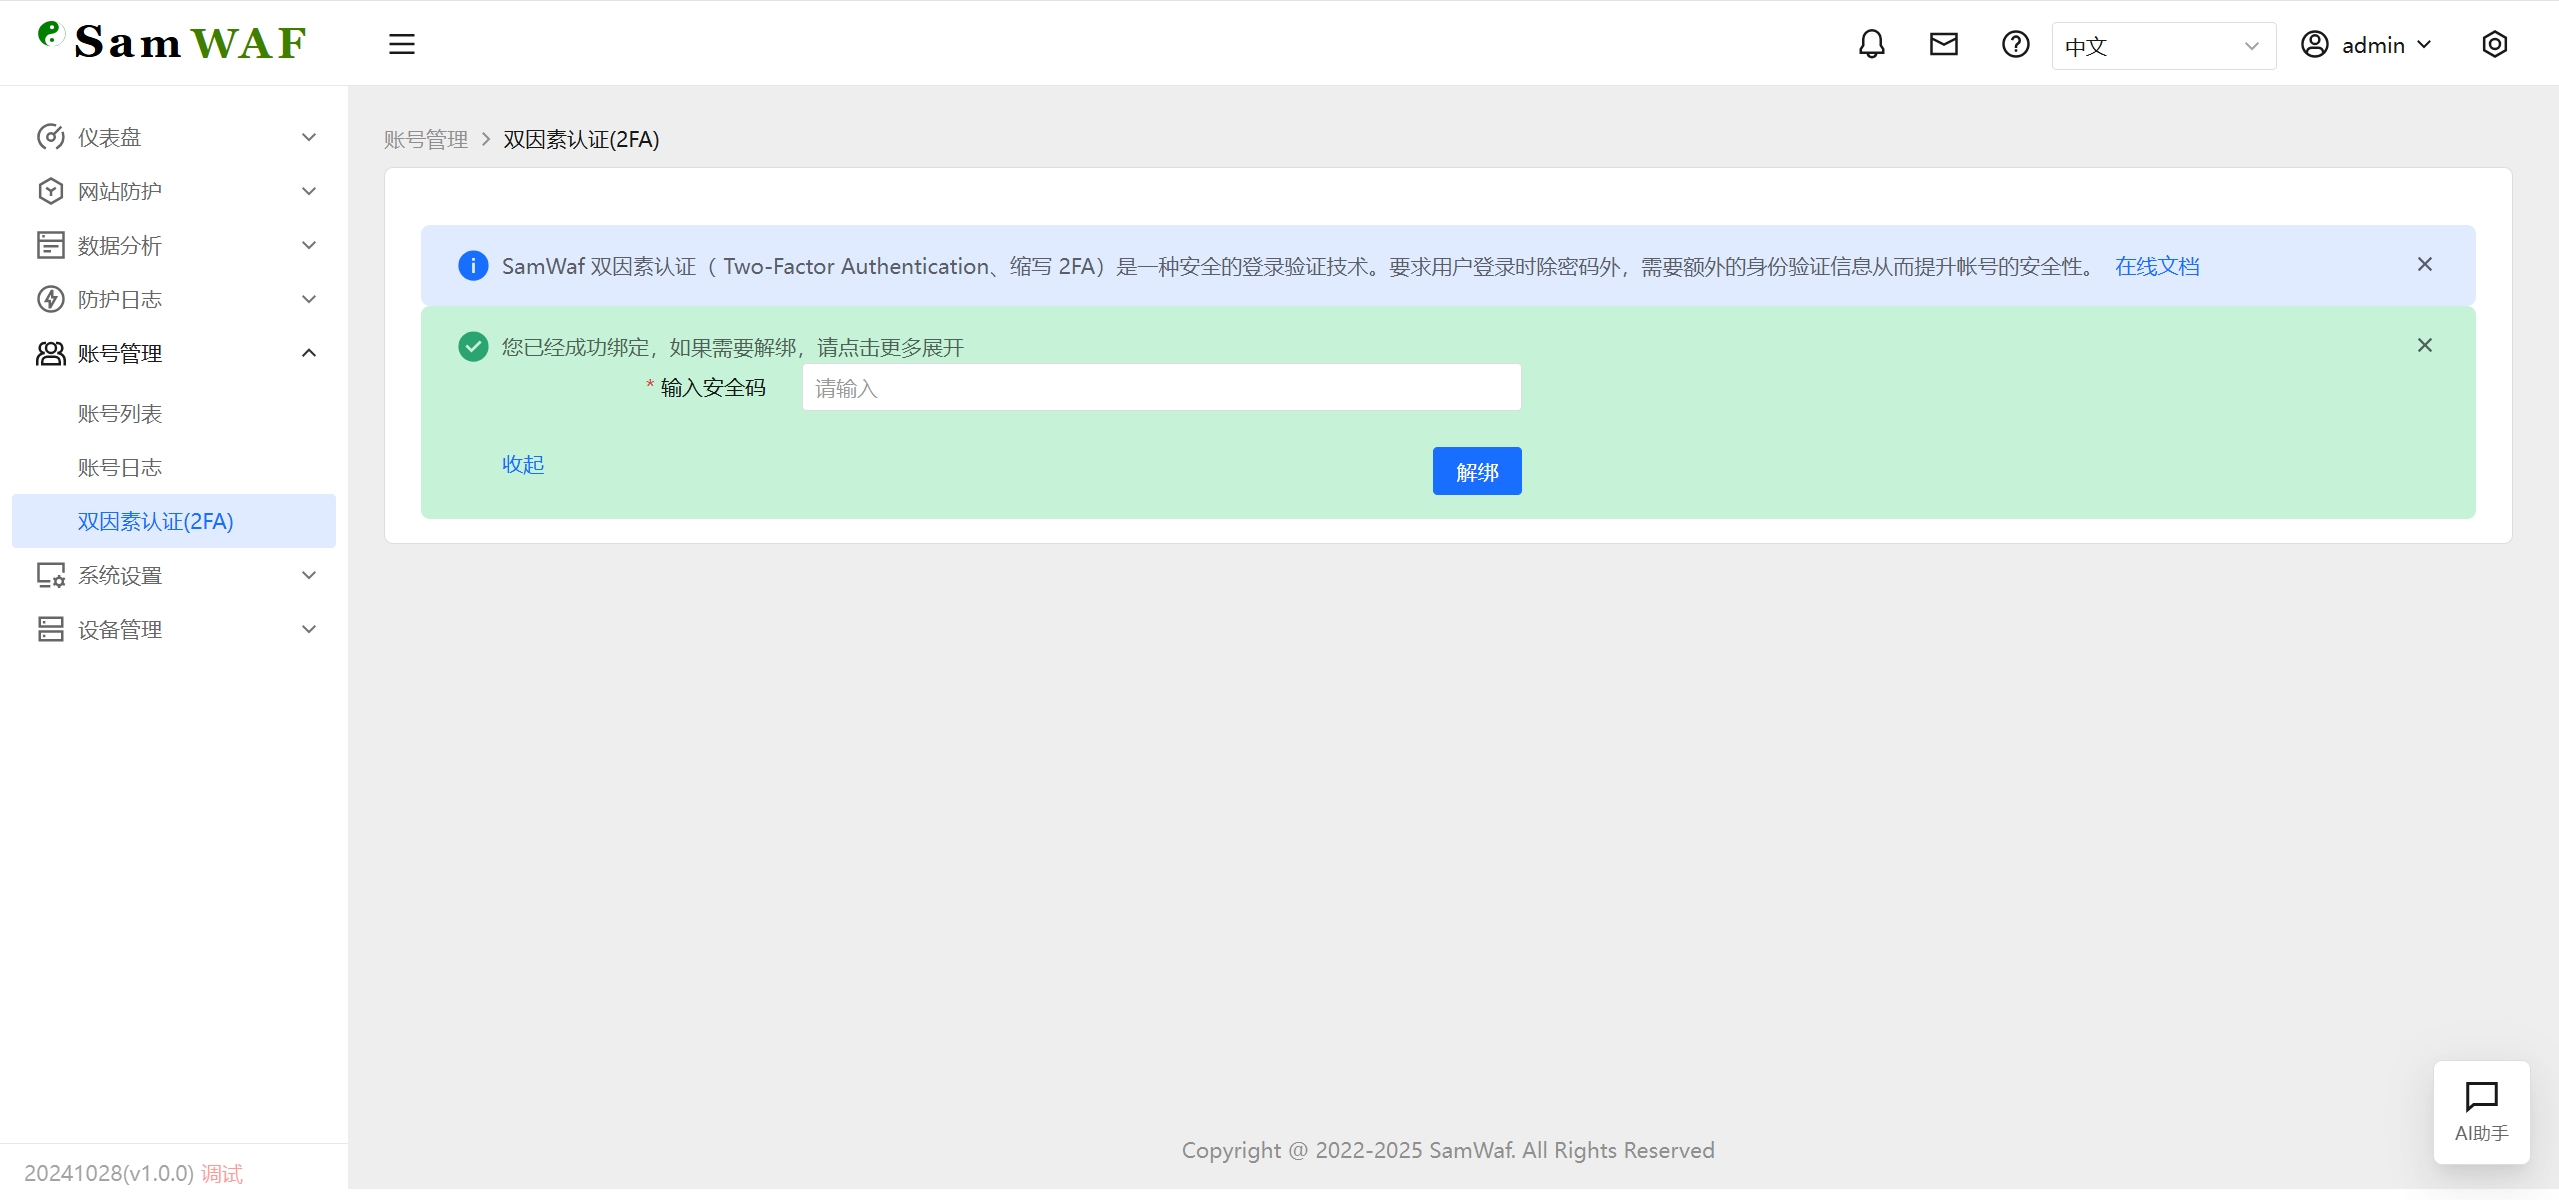 SamWAF
中文
admin
仪表盘
网站防护
数据分析
防护日志
账号管理
账号列表
账号日志
双因素认证(2FA)
系统设置
设备管理
20241028(v1.0.0) 调试
账号管理 > 双因素认证(2FA)
SamWaf 双因素认证（ Two-Factor Authentication、缩写 2FA）是一种安全的登录验证技术。要求用户登录时除密码外，需要额外的身份验证信息从而提升帐号的安全性。 在线文档
您已经成功绑定，如果需要解绑，请点击更多展开
* 输入安全码 请输入
收起 解绑
AI助手
Copyright @ 2022-2025 SamWaf. All Rights Reserved